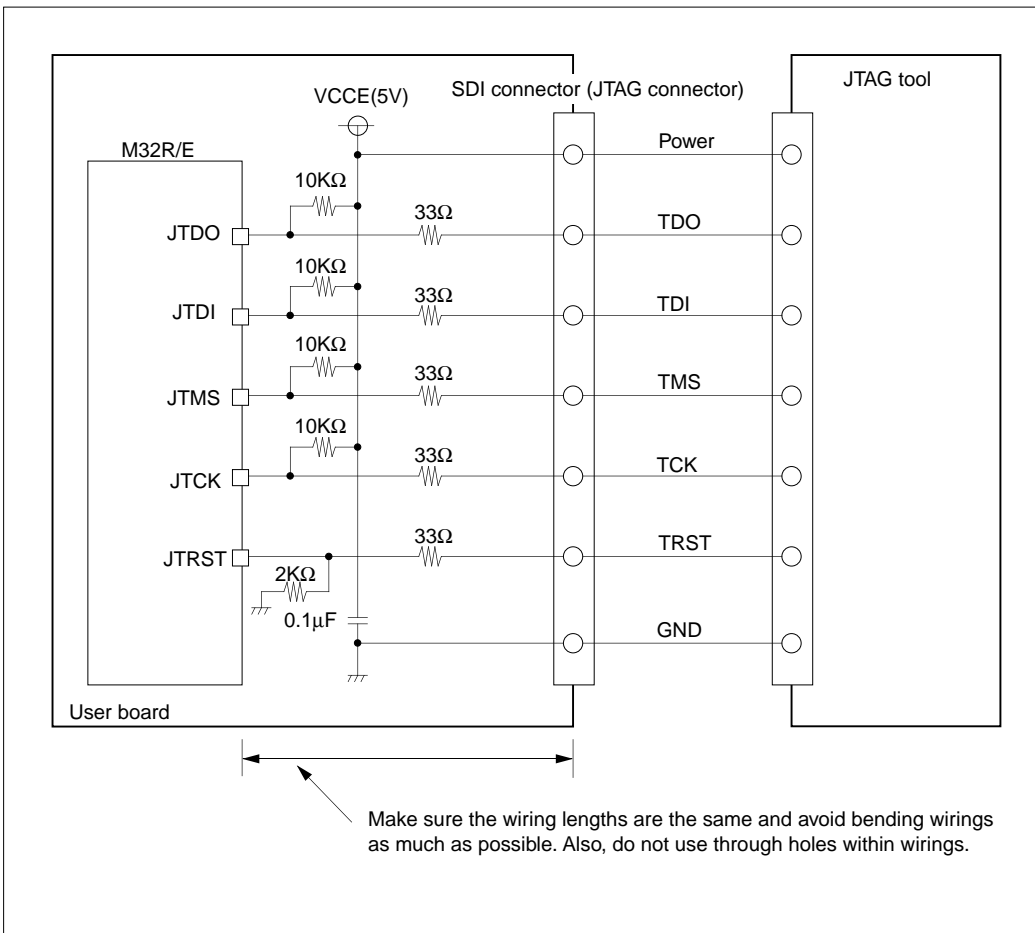 SDI connector (JTAG connector)
JTAG tool
VCCE(5V)
Power
M32R/E
10KΩ
33Ω
JTDO
TDO
10KΩ
33Ω
JTDI
TDI
10KΩ
33Ω
JTMS
TMS
10KΩ
33Ω
JTCK
TCK
33Ω
JTRST
TRST
2KΩ
0.1μF
GND
User board
Make sure the wiring lengths are the same and avoid bending wirings
as much as possible. Also, do not use through holes within wirings.